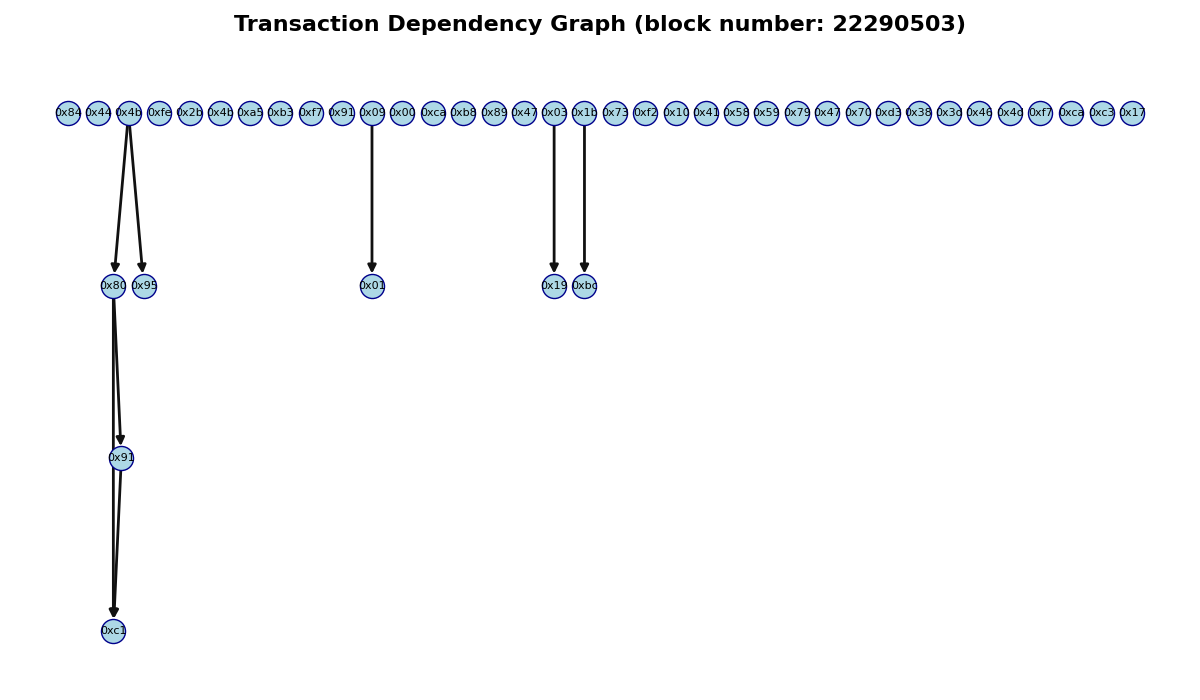 Transaction Dependency Graph (block number: 22290503)
0x84 0x44 0x4b 0xfe 0x2b 0x4b 0xa5 0xb3 0xf7 0x91 0x09 0x00 0xca 0xb8 0x89 0x47 0x03 0x1b 0x73 0xf2 0x10 0x41 0x58 0x59 0x79 0x47 0x70 0xd3 0x38 0x3d 0x46 0x4d 0xf7 0xca 0xc3 0x17
0x80 0x95 0x01 0x19 0xbc
0x91
0xc1